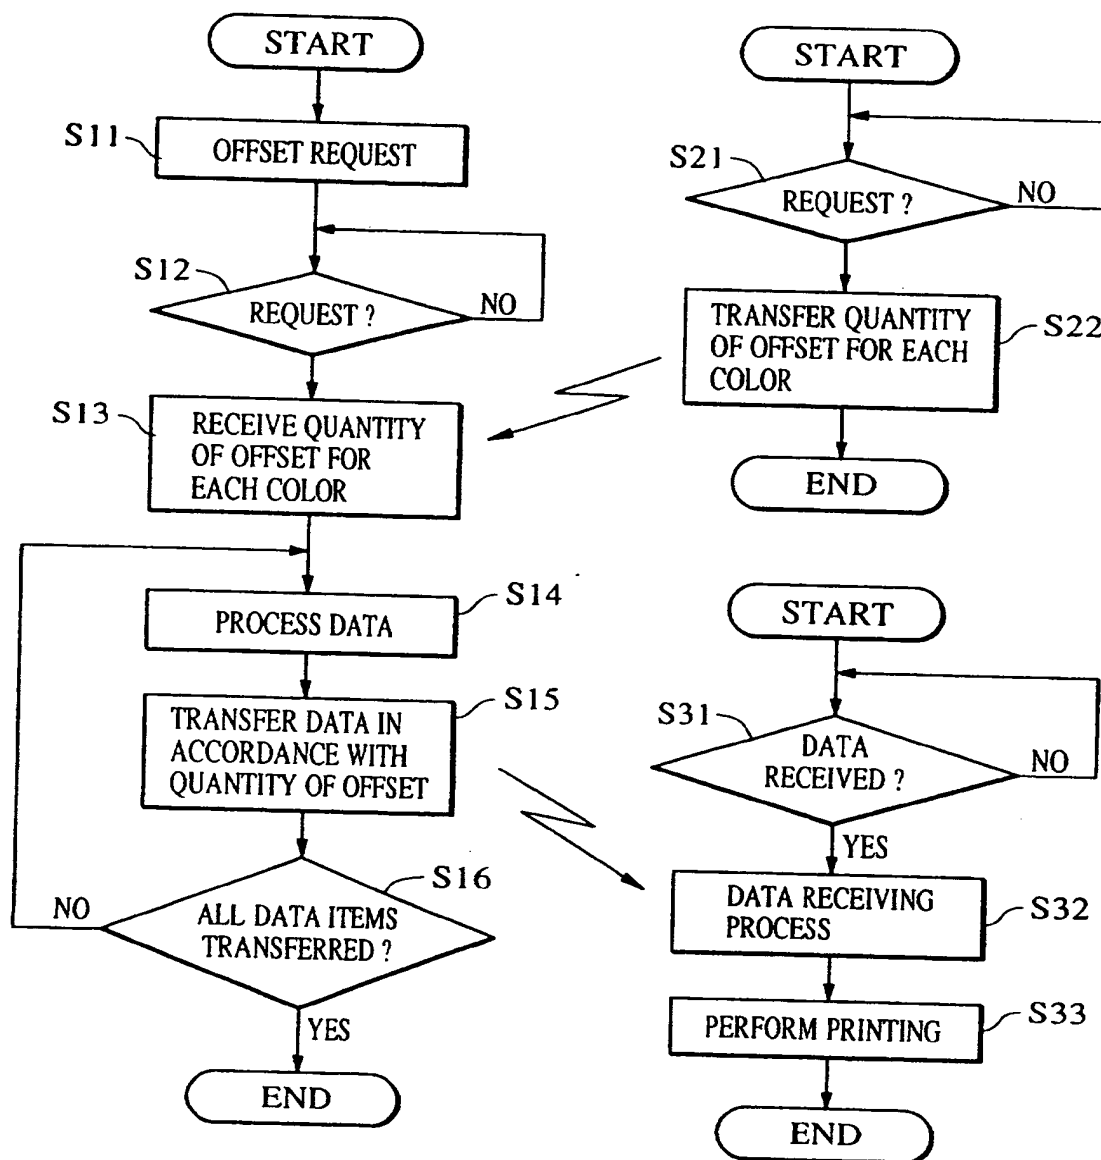 START
S11
OFFSET REQUEST
S12
REQUEST ?
NO
S13
RECEIVE QUANTITY
OF OFFSET FOR
EACH COLOR
S14
PROCESS DATA
S15
TRANSFER DATA IN
ACCORDANCE WITH
QUANTITY OF OFFSET
S16
NO
ALL DATA ITEMS
TRANSFERRED ?
YES
END
START
S21
REQUEST ?
NO
TRANSFER QUANTITY
OF OFFSET FOR EACH
COLOR
S22
END
START
S31
DATA
RECEIVED ?
NO
YES
DATA RECEIVING
PROCESS
S32
PERFORM PRINTING
S33
END